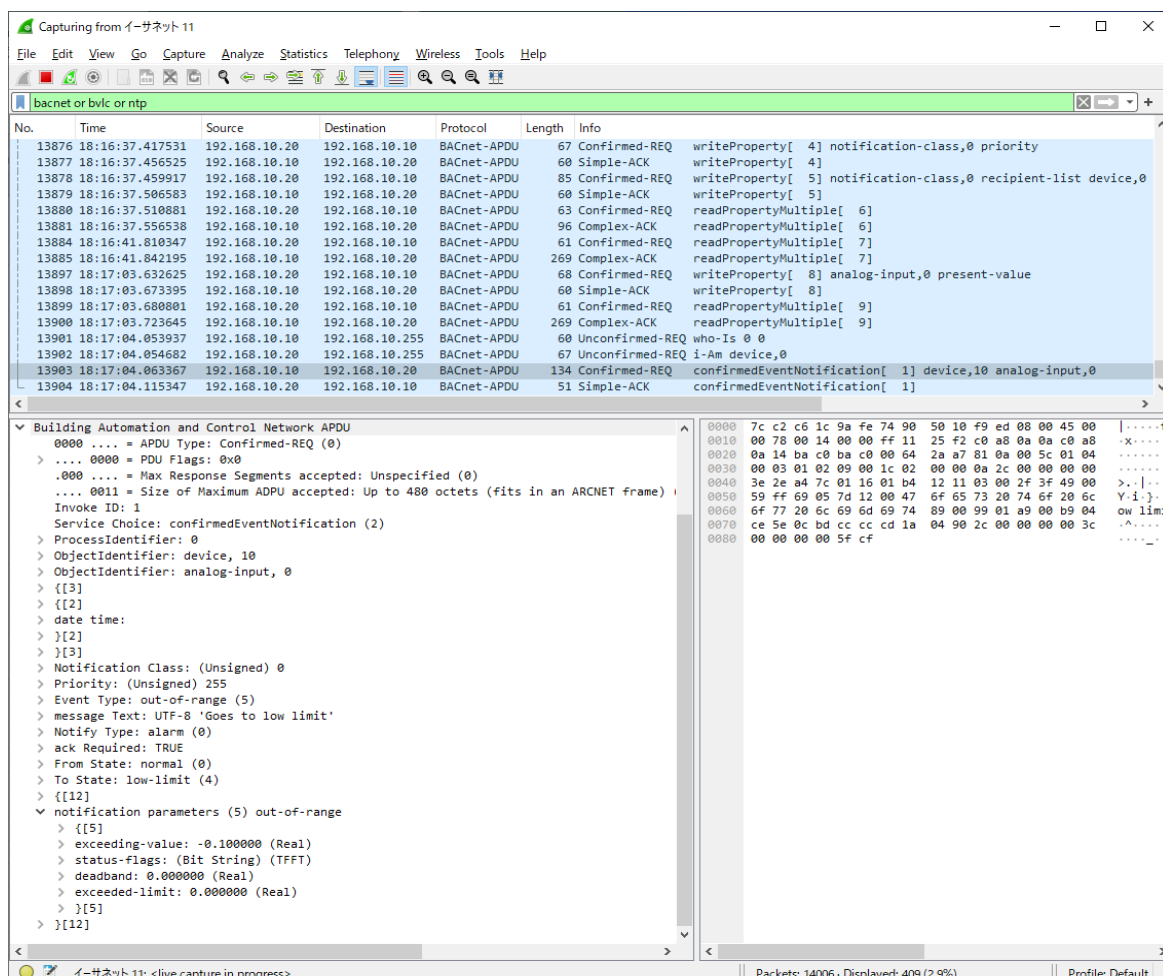 Capturing from イーサネット 11
File Edit View Go Capture Analyze Statistics Telephony Wireless Tools Help
bacnet or bvlc or ntp
No. Time Source Destination Protocol Length Info
13876 18:16:37.417531 192.168.10.20 192.168.10.10 BACnet-APDU 67 Confirmed-REQ writeProperty[ 4] notification-class,0 priority
13877 18:16:37.456525 192.168.10.10 192.168.10.20 BACnet-APDU 60 Simple-ACK writeProperty[ 4]
13878 18:16:37.459917 192.168.10.20 192.168.10.10 BACnet-APDU 85 Confirmed-REQ writeProperty[ 5] notification-class,0 recipient-list device,0
13879 18:16:37.506583 192.168.10.10 192.168.10.20 BACnet-APDU 60 Simple-ACK writeProperty[ 5]
13880 18:16:37.510881 192.168.10.20 192.168.10.10 BACnet-APDU 63 Confirmed-REQ readPropertyMultiple[ 6]
13881 18:16:37.556538 192.168.10.10 192.168.10.20 BACnet-APDU 96 Complex-ACK readPropertyMultiple[ 6]
13884 18:16:41.810347 192.168.10.20 192.168.10.10 BACnet-APDU 61 Confirmed-REQ readPropertyMultiple[ 7]
13885 18:16:41.842195 192.168.10.10 192.168.10.20 BACnet-APDU 269 Complex-ACK readPropertyMultiple[ 7]
13897 18:17:03.632625 192.168.10.20 192.168.10.10 BACnet-APDU 68 Confirmed-REQ writeProperty[ 8] analog-input,0 present-value
13898 18:17:03.673395 192.168.10.10 192.168.10.20 BACnet-APDU 60 Simple-ACK writeProperty[ 8]
13899 18:17:03.680801 192.168.10.20 192.168.10.10 BACnet-APDU 61 Confirmed-REQ readPropertyMultiple[ 9]
13900 18:17:03.723645 192.168.10.10 192.168.10.20 BACnet-APDU 269 Complex-ACK readPropertyMultiple[ 9]
13901 18:17:04.053937 192.168.10.10 192.168.10.255 BACnet-APDU 60 Unconfirmed-REQ who-Is 0 0
13902 18:17:04.054682 192.168.10.20 192.168.10.255 BACnet-APDU 67 Unconfirmed-REQ i-Am device,0
13903 18:17:04.063367 192.168.10.10 192.168.10.20 BACnet-APDU 134 Confirmed-REQ confirmedEventNotification[ 1] device,10 analog-input,0
13904 18:17:04.115347 192.168.10.20 192.168.10.10 BACnet-APDU 51 Simple-ACK confirmedEventNotification[ 1]
Building Automation and Control Network APDU
0000 .... = APDU Type: Confirmed-REQ (0)
.... 0000 = PDU Flags: 0x0
.000 .... = Max Response Segments accepted: Unspecified (0)
.... 0011 = Size of Maximum ADPU accepted: Up to 480 octets (fits in an ARCNET frame) (
Invoke ID: 1
Service Choice: confirmedEventNotification (2)
ProcessIdentifier: 0
ObjectIdentifier: device, 10
ObjectIdentifier: analog-input, 0
{[3]
{[2]
date time:
}[2]
}[3]
Notification Class: (Unsigned) 0
Priority: (Unsigned) 255
Event Type: out-of-range (5)
message Text: UTF-8 'Goes to low limit'
Notify Type: alarm (0)
ack Required: TRUE
From State: normal (0)
To State: low-limit (4)
{[12]
notification parameters (5) out-of-range
{[5]
exceeding-value: -0.100000 (Real)
status-flags: (Bit String) (TFFT)
deadband: 0.000000 (Real)
exceeded-limit: 0.000000 (Real)
}[5]
}[12]
0000 7c c2 c6 1c 9a fe 74 90 50 10 f9 ed 08 00 45 00 |·····t
0010 00 78 00 14 00 00 ff 11 25 f2 c0 a8 0a 0a c0 a8 ·x····
0020 0a 14 ba c0 ba c0 00 64 2a a7 81 0a 00 5c 01 04 ······
0030 00 03 01 02 09 00 1c 02 00 00 0a 2c 00 00 00 00 ······
0040 3e 2e a4 7c 01 16 01 b4 12 11 03 00 2f 3f 49 00 >.·|··
0050 59 ff 69 05 7d 12 00 47 6f 65 73 20 74 6f 20 6c Y·i·}·
0060 6f 77 20 6c 69 6d 69 74 89 00 99 01 a9 00 b9 04 ow lim
0070 ce 5e 0c bd cc cc cd 1a 04 90 2c 00 00 00 00 3c ·^····
0080 00 00 00 00 5f cf ····_·
イーサネット 11: <live capture in progress> Packets: 14006 · Displayed: 409 (2.9%) Profile: Default